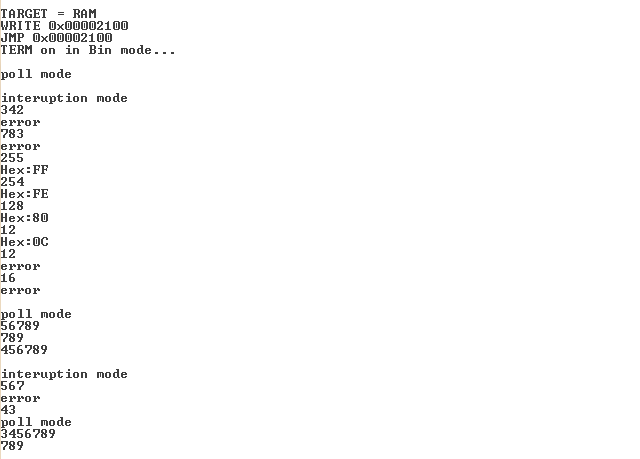 TARGET = RAM
WRITE 0x00002100
JMP 0x00002100
TERM on in Bin mode...
poll mode
interuption mode
342
error
783
error
255
Hex:FF
254
Hex:FE
128
Hex:80
12
Hex:0C
12
error
16
error
poll mode
56789
789
456789
interuption mode
567
error
43
poll mode
3456789
789